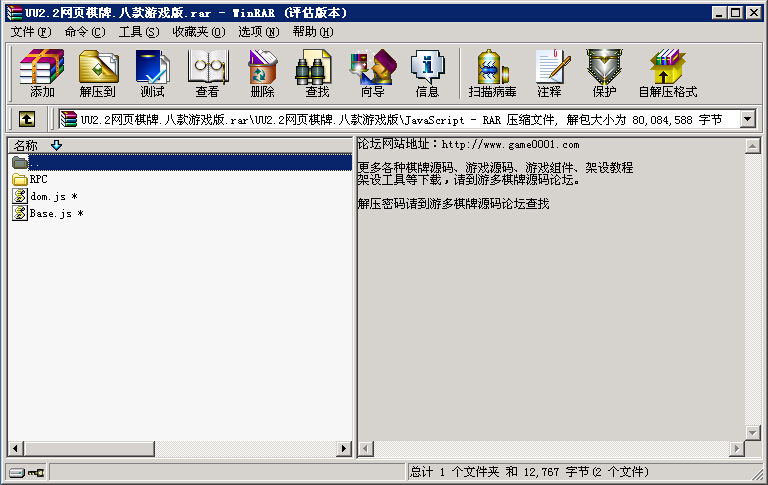 UU2.2网页棋牌.八款游戏版.rar - WinRAR (评估版本)
文件(F) 命令(C) 工具(S) 收藏夹(O) 选项(N) 帮助(H)
添加 解压到 测试 查看 删除 查找 向导 信息 扫描病毒 注释 保护 自解压格式
UU2.2网页棋牌.八款游戏版.rar\UU2.2网页棋牌.八款游戏版\JavaScript - RAR 压缩文件, 解包大小为 80,084,588 字节
名称
..
RPC
dom.js *
Base.js *
论坛网站地址：http://www.game0001.com
更多各种棋牌源码、游戏源码、游戏组件、架设教程
架设工具等下载，请到游多棋牌源码论坛。
解压密码请到游多棋牌源码论坛查找
总计 1 个文件夹 和 12,767 字节(2 个文件)